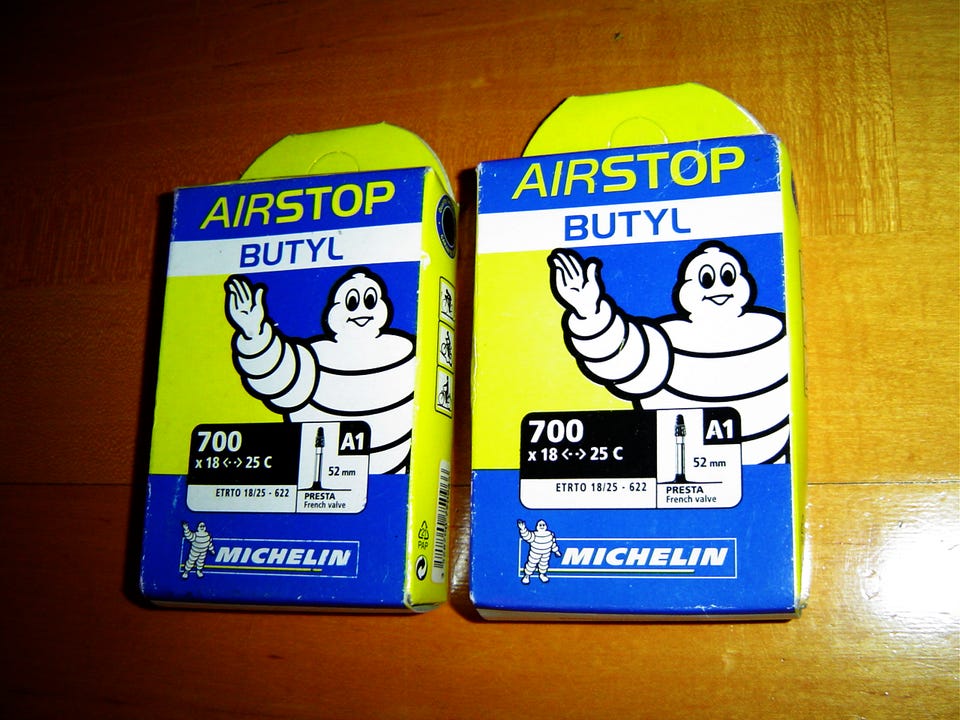 AIRSTOP
BUTYL
700
x 18 <--> 25 C
A1
52 mm
ETRTO 18/25 - 622
PRESTA
French valve
MICHELIN
PAP
AIRSTOP
BUTYL
700
x 18 <--> 25 C
A1
52 mm
ETRTO 18/25 - 622
PRESTA
French valve
MICHELIN